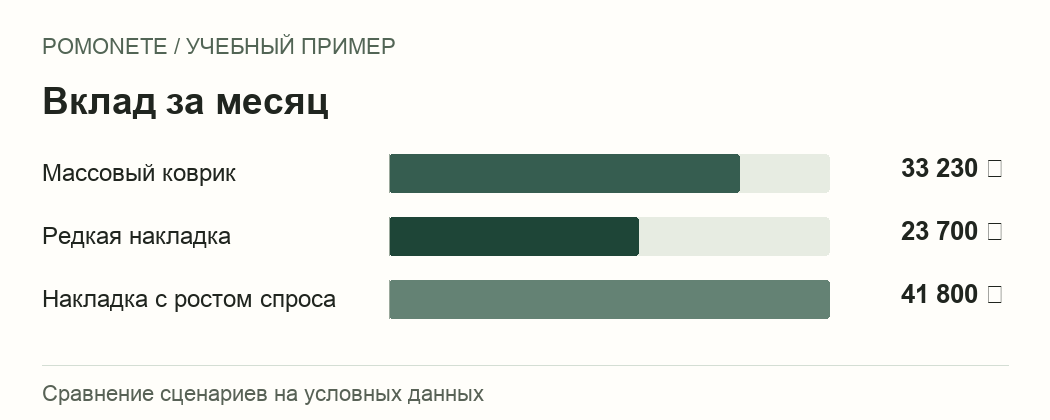 POMONETE / УЧЕБНЫЙ ПРИМЕР
Вклад за месяц
Массовый коврик 33 230 □
Редкая накладка 23 700 □
Накладка с ростом спроса 41 800 □
Сравнение сценариев на условных данных